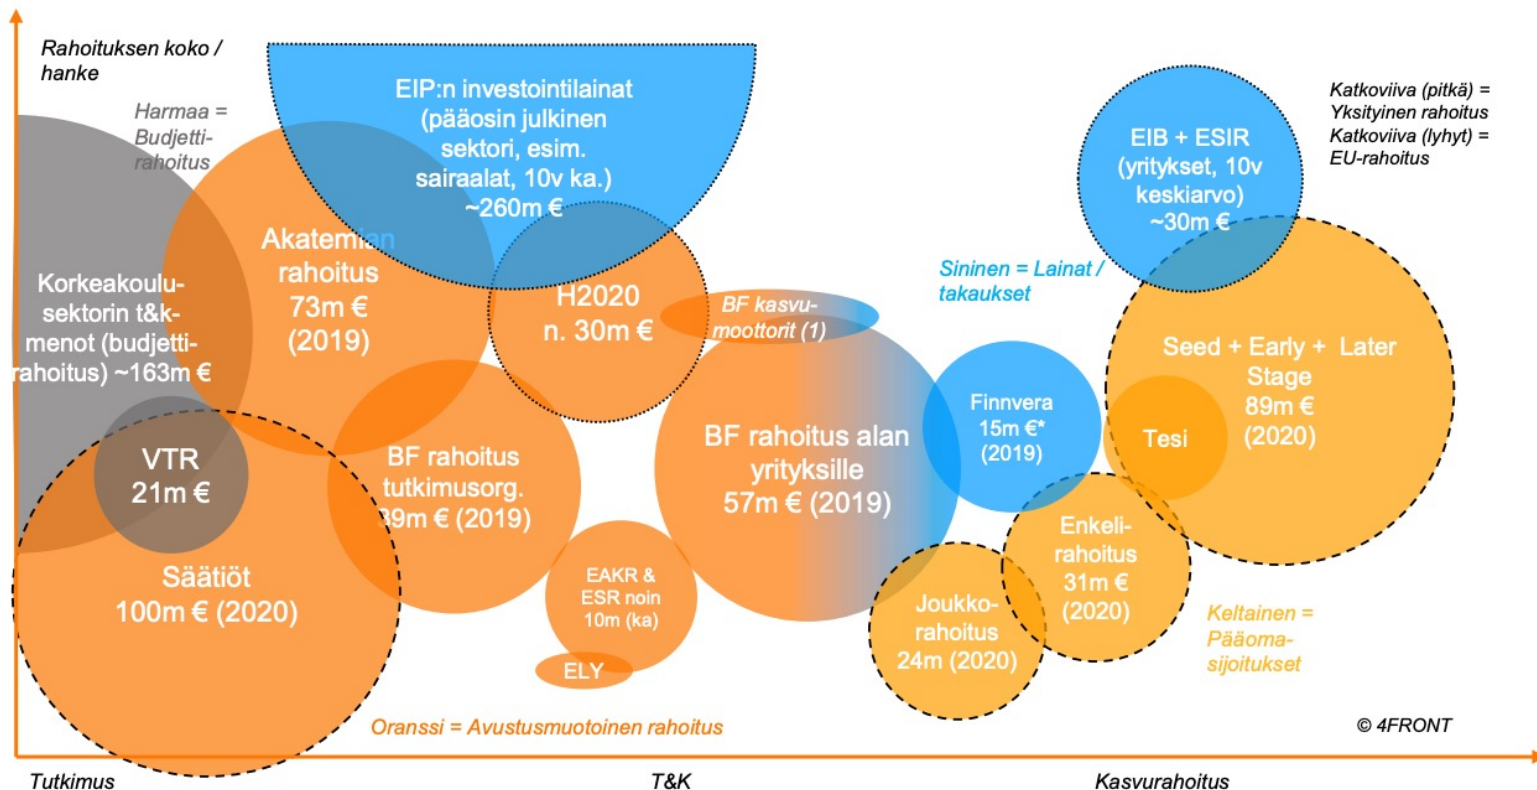 Rahoituksen koko /
hanke
Harmaa =
Budjetti-
rahoitus
EIP:n investointilainat
(pääosin julkinen
sektori, esim.
sairaalat, 10v ka.)
~260m €
EIB + ESIR
(yritykset, 10v
keskiarvo)
~30m €
Katkoviiva (pitkä) =
Yksityinen rahoitus
Katkoviiva (lyhyt) =
EU-rahoitus
Akatemian
rahoitus
73m €
(2019)
Korkeakoulu-
sektorin t&k-
menot (budjetti-
rahoitus) ~163m €
H2020
n. 30m €
BF kasvu-
moottorit (1)
Sininen = Lainat /
takaukset
Seed + Early + Later
Stage
89m €
(2020)
Finnvera
15m €*
(2019)
Tesi
VTR
21m €
BF rahoitus
tutkimusorg.
39m € (2019)
BF rahoitus alan
yrityksille
57m € (2019)
Enkeli-
rahoitus
31m €
(2020)
Säätiöt
100m € (2020)
EAKR &
ESR noin
10m (ka)
ELY
Joukko-
rahoitus
24m (2020)
Keltainen =
Pääoma-
sijoitukset
Oranssi = Avustusmuotoinen rahoitus
© 4FRONT
Tutkimus
T&K
Kasvurahoitus